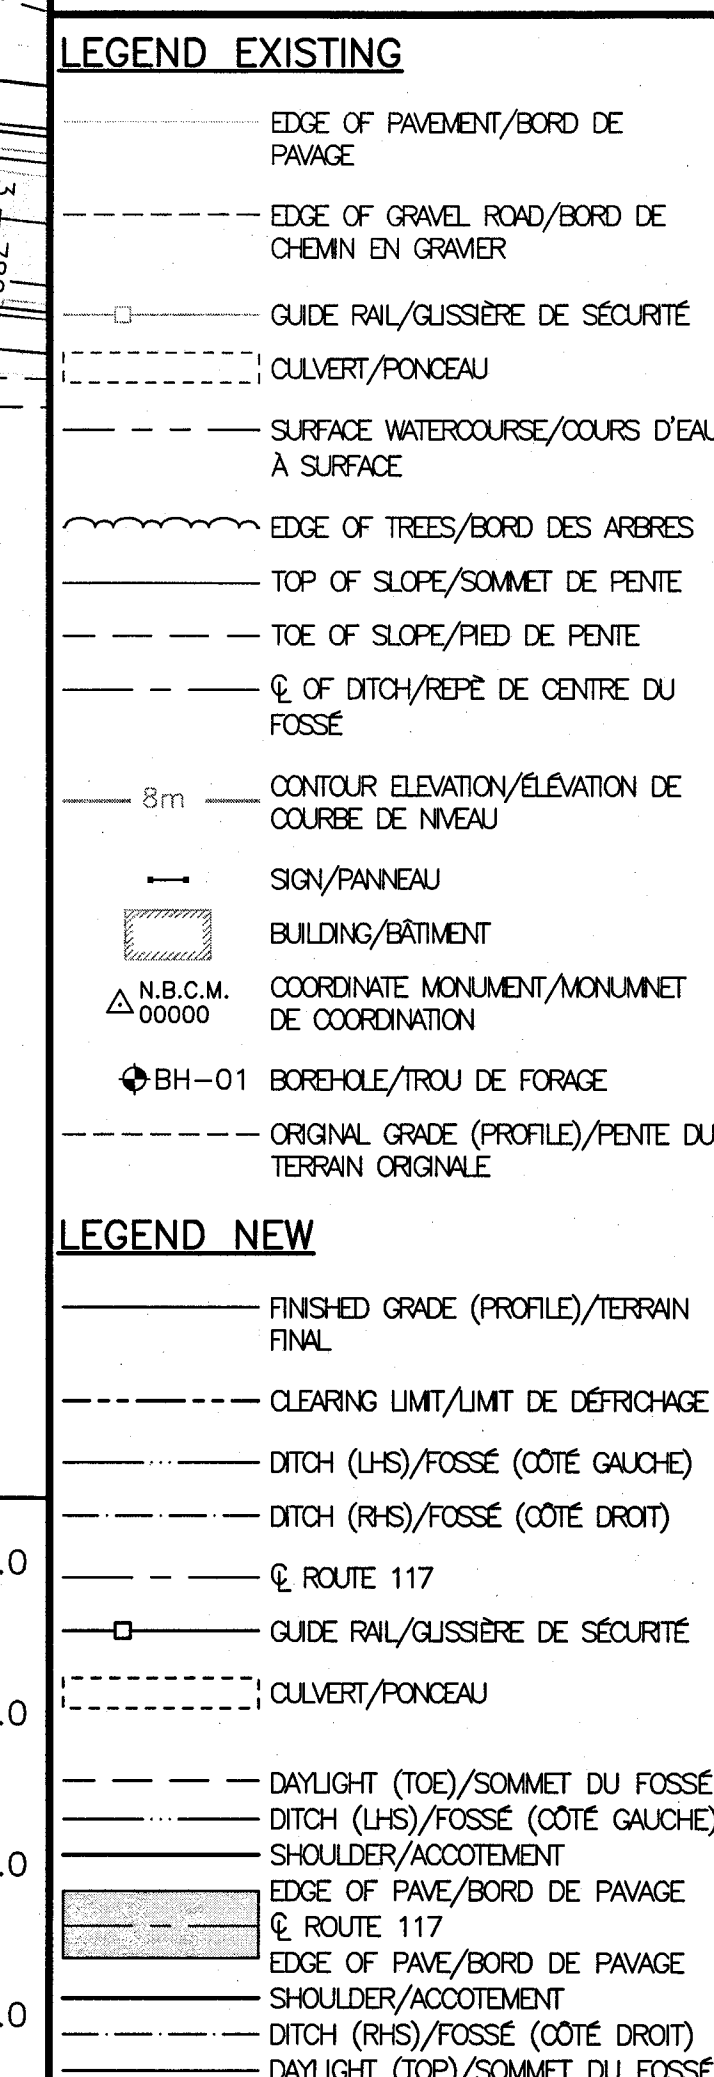 LEGEND EXISTING
EDGE OF PAVEMENT/BORD DE
PAVAGE
EDGE OF GRAVEL ROAD/BORD DE
CHEMIN EN GRAVIER
GUIDE RAIL/GLISSIÈRE DE SÉCURITÉ
CULVERT/PONCEAU
SURFACE WATERCOURSE/COURS D'EAU
À SURFACE
EDGE OF TREES/BORD DES ARBRES
TOP OF SLOPE/SOMMET DE PENTE
TOE OF SLOPE/PIED DE PENTE
℄ OF DITCH/REPÈ DE CENTRE DU
FOSSÉ
8m
CONTOUR ELEVATION/ÉLÉVATION DE
COURBE DE NIVEAU
SIGN/PANNEAU
BUILDING/BÂTIMENT
N.B.C.M.
00000
COORDINATE MONUMENT/MONUMNET
DE COORDINATION
BH-01 BOREHOLE/TROU DE FORAGE
ORIGINAL GRADE (PROFILE)/PENTE DU
TERRAIN ORIGINALE
LEGEND NEW
FINISHED GRADE (PROFILE)/TERRAIN
FINAL
CLEARING LIMIT/LIMIT DE DÉFRICHAGE
DITCH (LHS)/FOSSÉ (CÔTÉ GAUCHE)
DITCH (RHS)/FOSSÉ (CÔTÉ DROIT)
℄ ROUTE 117
GUIDE RAIL/GLISSIÈRE DE SÉCURITÉ
CULVERT/PONCEAU
DAYLIGHT (TOE)/SOMMET DU FOSSÉ
DITCH (LHS)/FOSSÉ (CÔTÉ GAUCHE)
SHOULDER/ACCOTEMENT
EDGE OF PAVE/BORD DE PAVAGE
℄ ROUTE 117
EDGE OF PAVE/BORD DE PAVAGE
SHOULDER/ACCOTEMENT
DITCH (RHS)/FOSSÉ (CÔTÉ DROIT)
DAYLIGHT (TOP)/SOMMET DU FOSSÉ
.0
.0
.0
.0